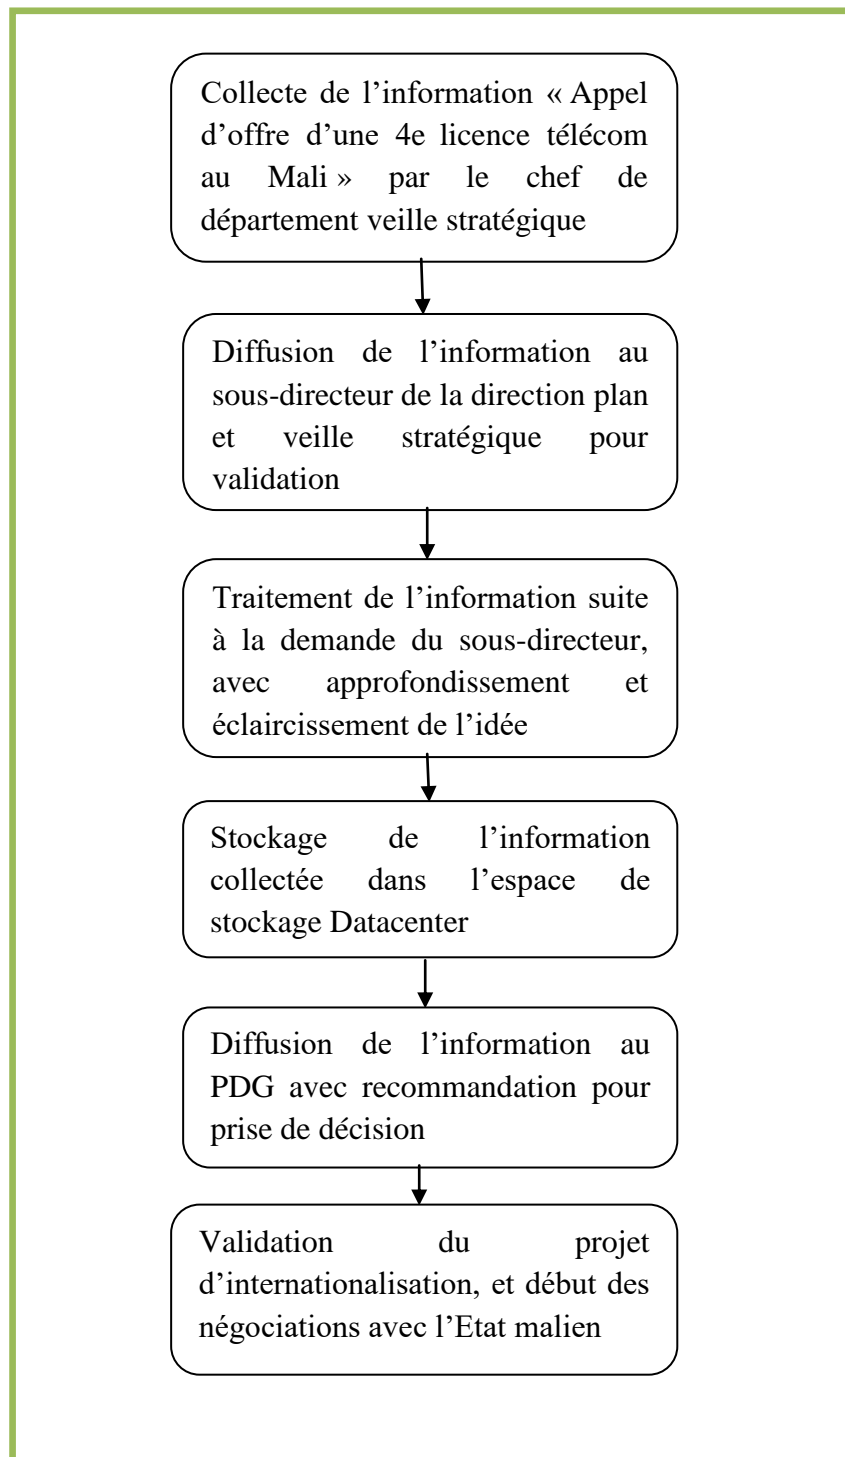 Collecte de l’information « Appel
d’offre d’une 4e licence télécom
au Mali » par le chef de
département veille stratégique
Diffusion de l’information au
sous-directeur de la direction plan
et veille stratégique pour
validation
Traitement de l’information suite
à la demande du sous-directeur,
avec approfondissement et
éclaircissement de l’idée
Stockage de l’information
collectée dans l’espace de
stockage Datacenter
Diffusion de l’information au
PDG avec recommandation pour
prise de décision
Validation du projet
d’internationalisation, et début des
négociations avec l’Etat malien